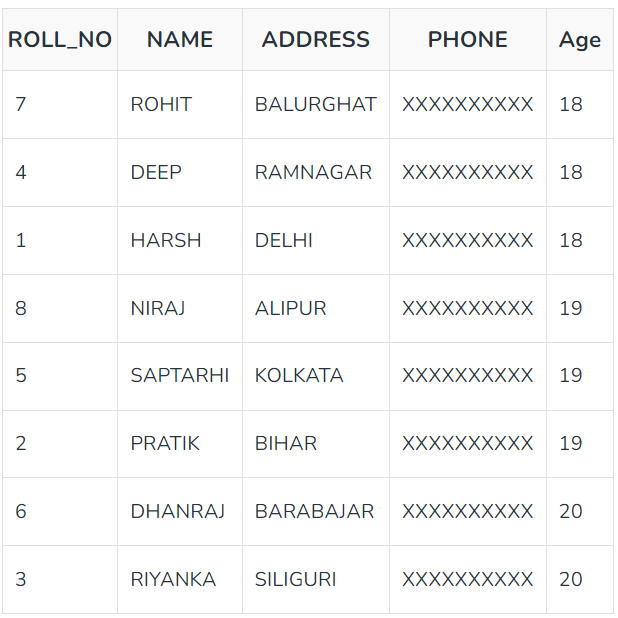 ROLL_NO NAME ADDRESS PHONE Age
7 ROHIT BALURGHAT XXXXXXXXXX 18
4 DEEP RAMNAGAR XXXXXXXXXX 18
1 HARSH DELHI XXXXXXXXXX 18
8 NIRAJ ALIPUR XXXXXXXXXX 19
5 SAPTARHI KOLKATA XXXXXXXXXX 19
2 PRATIK BIHAR XXXXXXXXXX 19
6 DHANRAJ BARABAJAR XXXXXXXXXX 20
3 RIYANKA SILIGURI XXXXXXXXXX 20